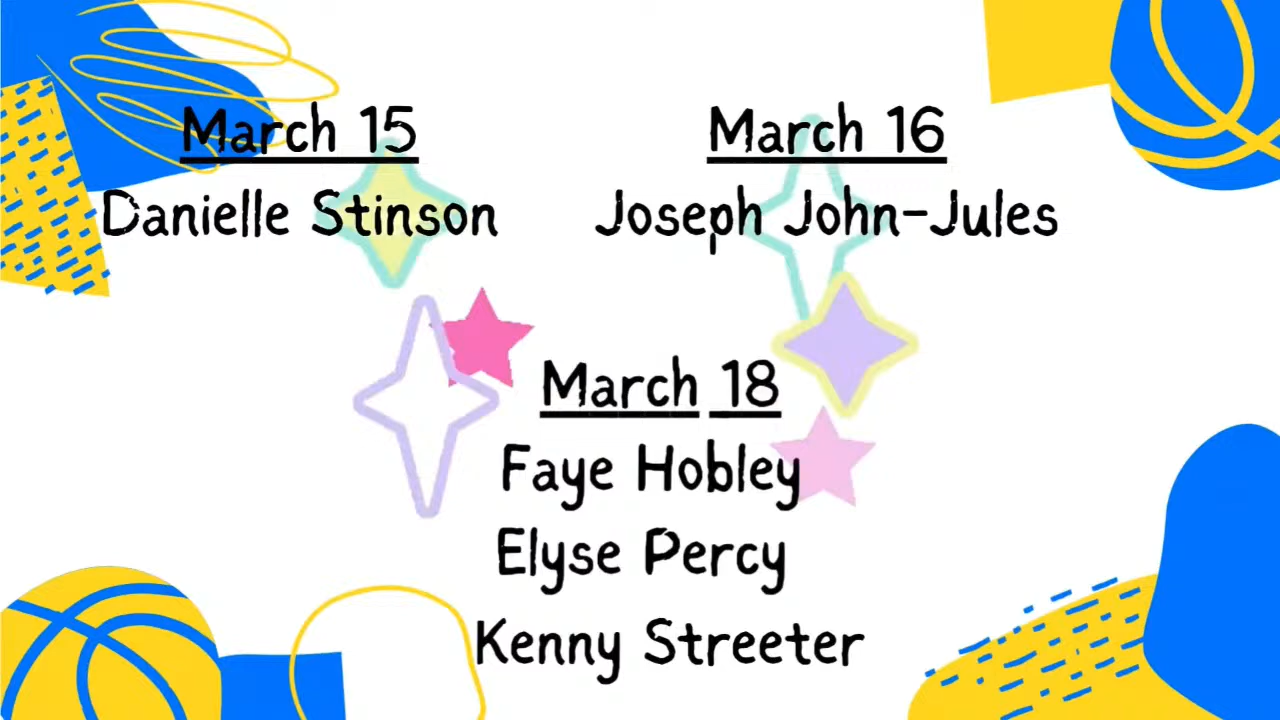 March 15
Danielle Stinson
March 16
Joseph John-Jules
March 18
Faye Hobley
Elyse Percy
Kenny Streeter